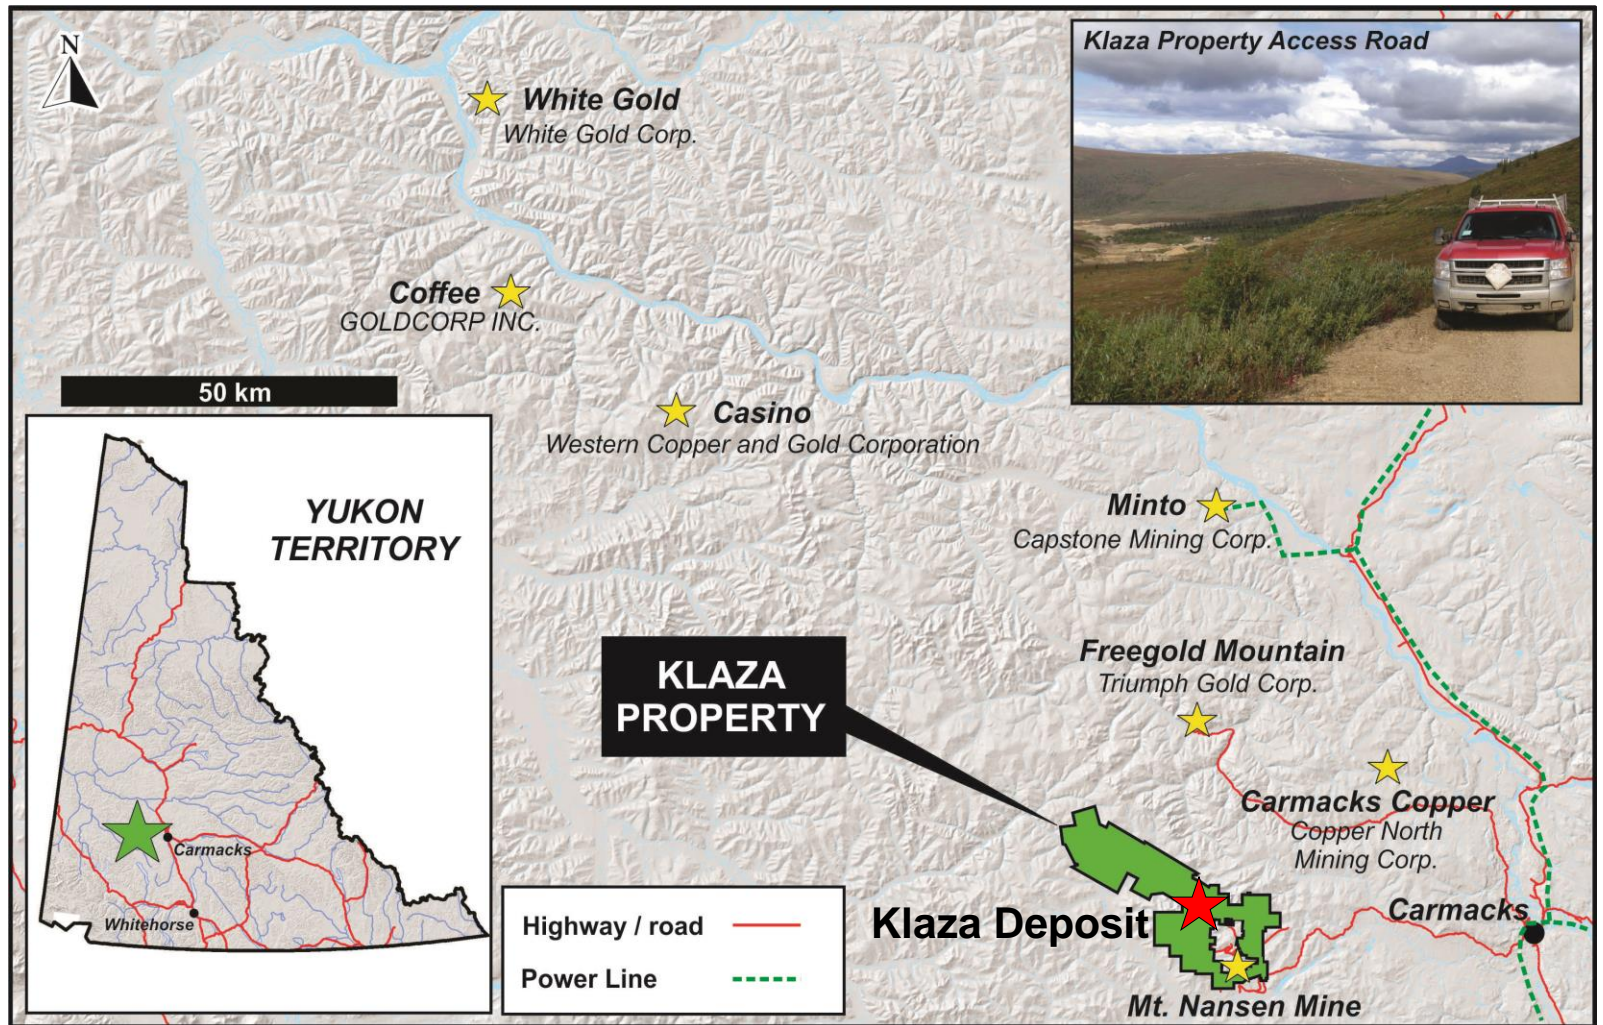 N
Klaza Property Access Road
White Gold
White Gold Corp.
Coffee
GOLDCORP INC.
50 km
Casino
Western Copper and Gold Corporation
YUKON
TERRITORY
Minto
Capstone Mining Corp.
KLAZA
PROPERTY
Freegold Mountain
Triumph Gold Corp.
Carmacks Copper
Copper North
Mining Corp.
Carmacks
Whitehorse
Highway / road
Power Line
Klaza Deposit
Carmacks
Mt. Nansen Mine